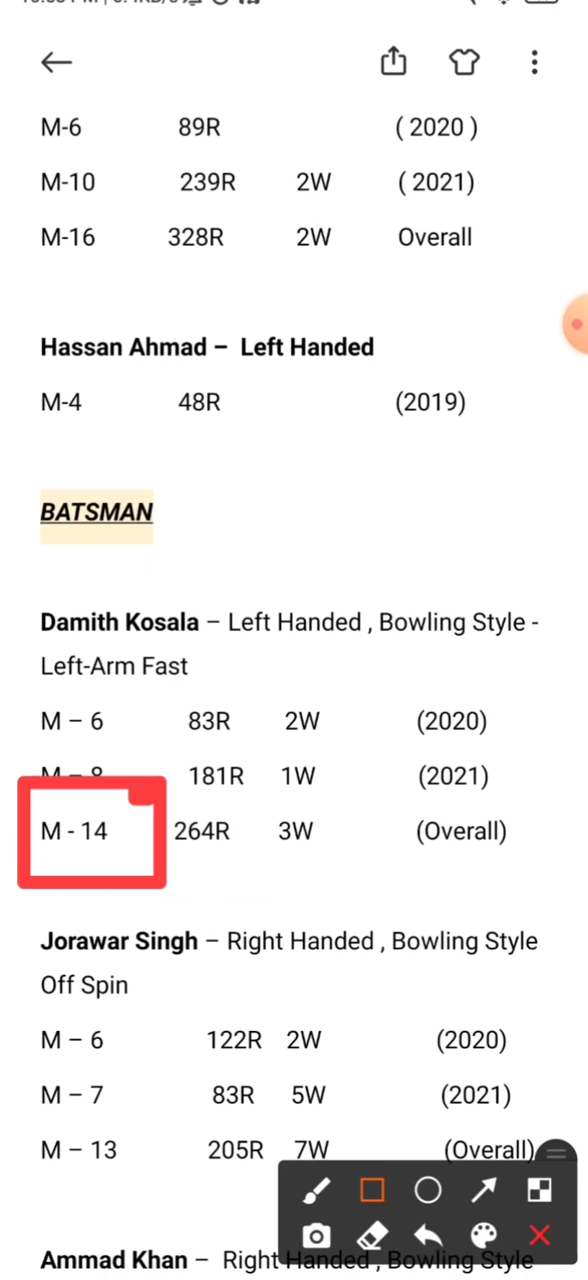 M-6 89R ( 2020 )
M-10 239R 2W ( 2021)
M-16 328R 2W Overall
Hassan Ahmad – Left Handed
M-4 48R (2019)
BATSMAN
Damith Kosala – Left Handed , Bowling Style -
Left-Arm Fast
M – 6 83R 2W (2020)
M – 8 181R 1W (2021)
M - 14 264R 3W (Overall)
Jorawar Singh – Right Handed , Bowling Style
Off Spin
M – 6 122R 2W (2020)
M – 7 83R 5W (2021)
M – 13 205R 7W (Overall)
Ammad Khan – Right Handed , Bowling Style